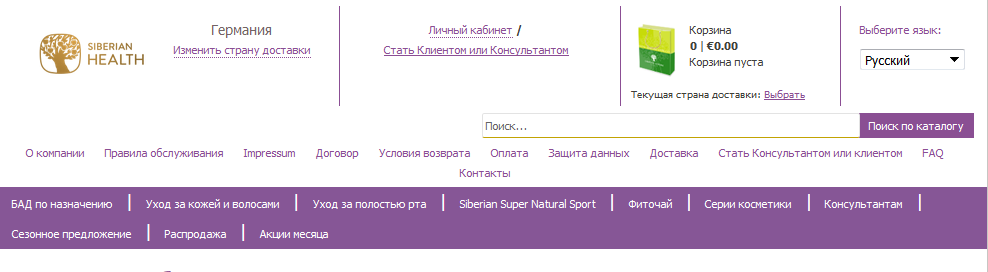 SIBERIAN
HEALTH
Германия
Изменить страну доставки
Личный кабинет /
Стать Клиентом или Консультантом
Корзина
0 | €0.00
Корзина пуста
Текущая страна доставки: Выбрать
Выберите язык:
Русский
Поиск...
Поиск по каталогу
О компании Правила обслуживания Impressum Договор Условия возврата Оплата Защита данных Доставка Стать Консультантом или клиентом FAQ
Контакты
БАД по назначению | Уход за кожей и волосами | Уход за полостью рта | Siberian Super Natural Sport | Фиточай | Серии косметики | Консультантам |
Сезонное предложение | Распродажа | Акции месяца